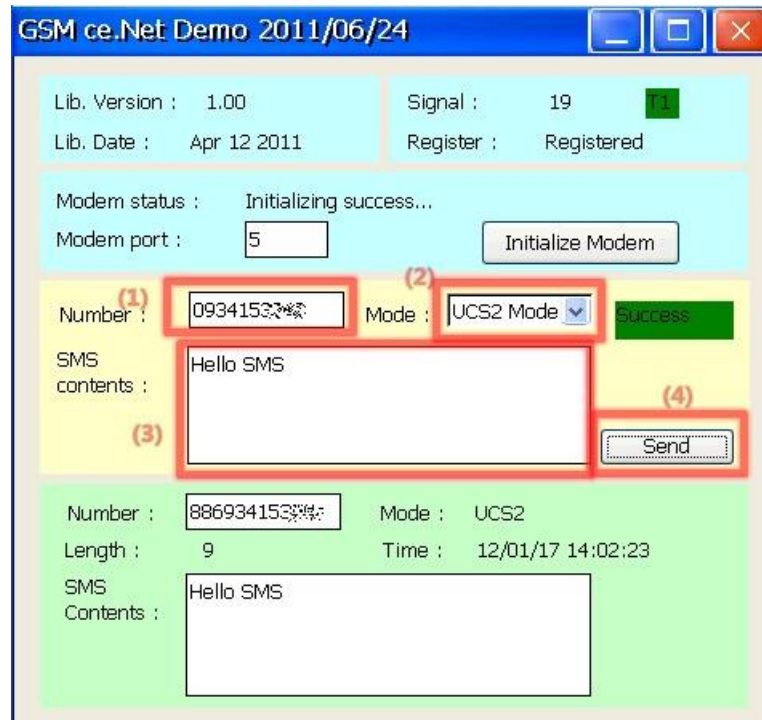 GSM ce.Net Demo 2011/06/24
Lib. Version : 1.00 Signal : 19 T1
Lib. Date : Apr 12 2011 Register : Registered
Modem status : Initializing success...
Modem port : 5 Initialize Modem
(1) (2)
Number : 0934153 Mode : UCS2 Mode Success
SMS contents : Hello SMS
(3) (4)
Send
Number : 886934153 Mode : UCS2
Length : 9 Time : 12/01/17 14:02:23
SMS Contents : Hello SMS